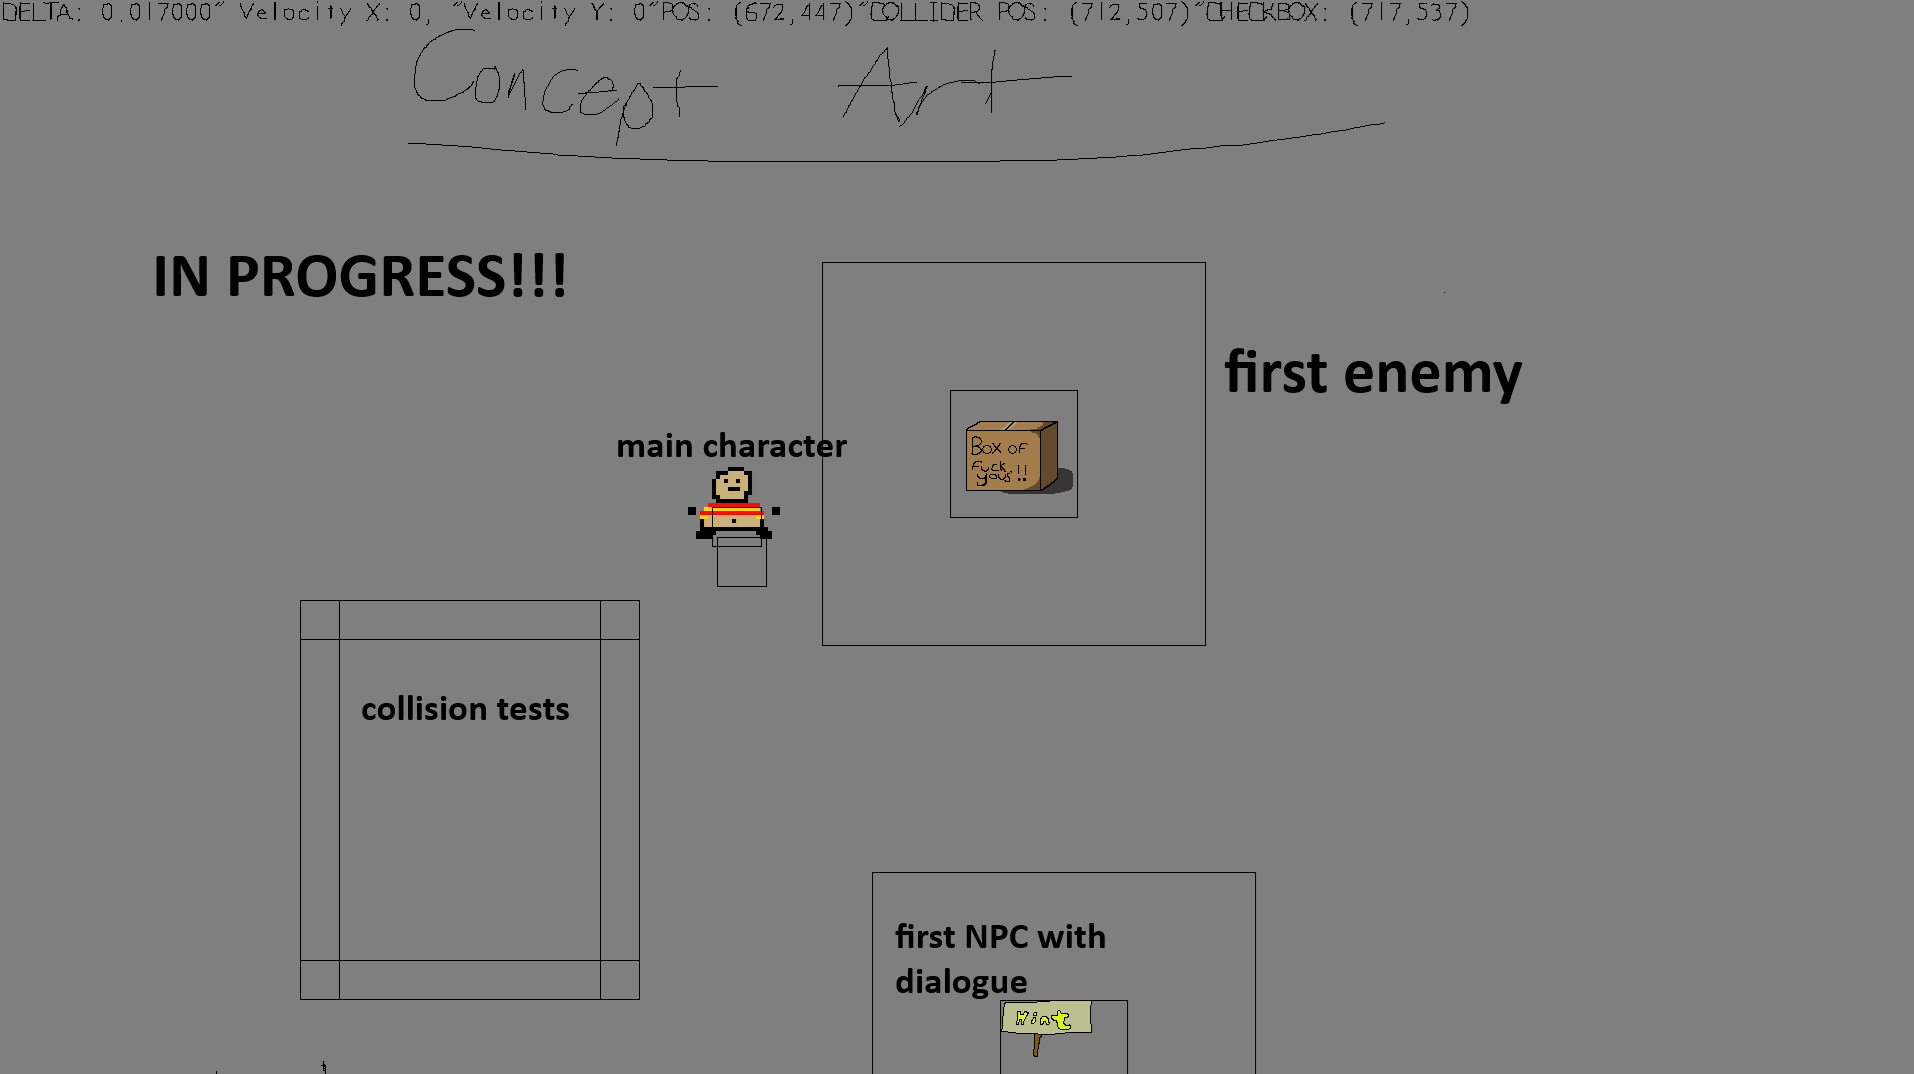 DELTA: 0.017000" Velocity X: 0, "Velocity Y: 0"POS: (672,447)"COLLIDER POS: (712,507)"CHECKBOX: (717,537)
Concept Art
IN PROGRESS!!!
first enemy
main character
Box of
Fuck
yous!!
collision tests
first NPC with
dialogue
Hint